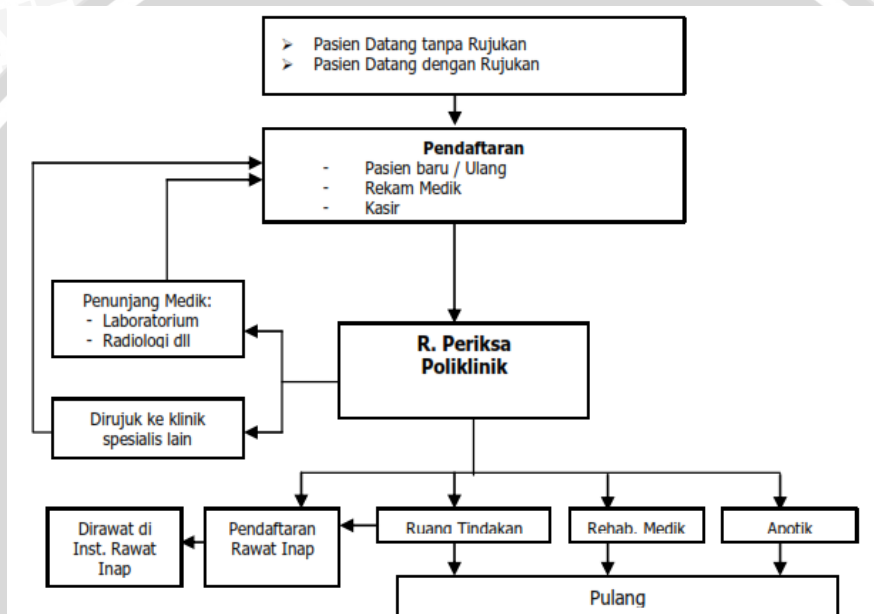 ➢ Pasien Datang tanpa Rujukan
➢ Pasien Datang dengan Rujukan
Pendaftaran
- Pasien baru / Ulang
- Rekam Medik
- Kasir
Penunjang Medik:
- Laboratorium
- Radiologi dll
R. Periksa
Poliklinik
Dirujuk ke klinik
spesialis lain
Dirawat di
Inst. Rawat
Inap
Pendaftaran
Rawat Inap
Ruang Tindakan
Rehab. Medik
Apotik
Pulang